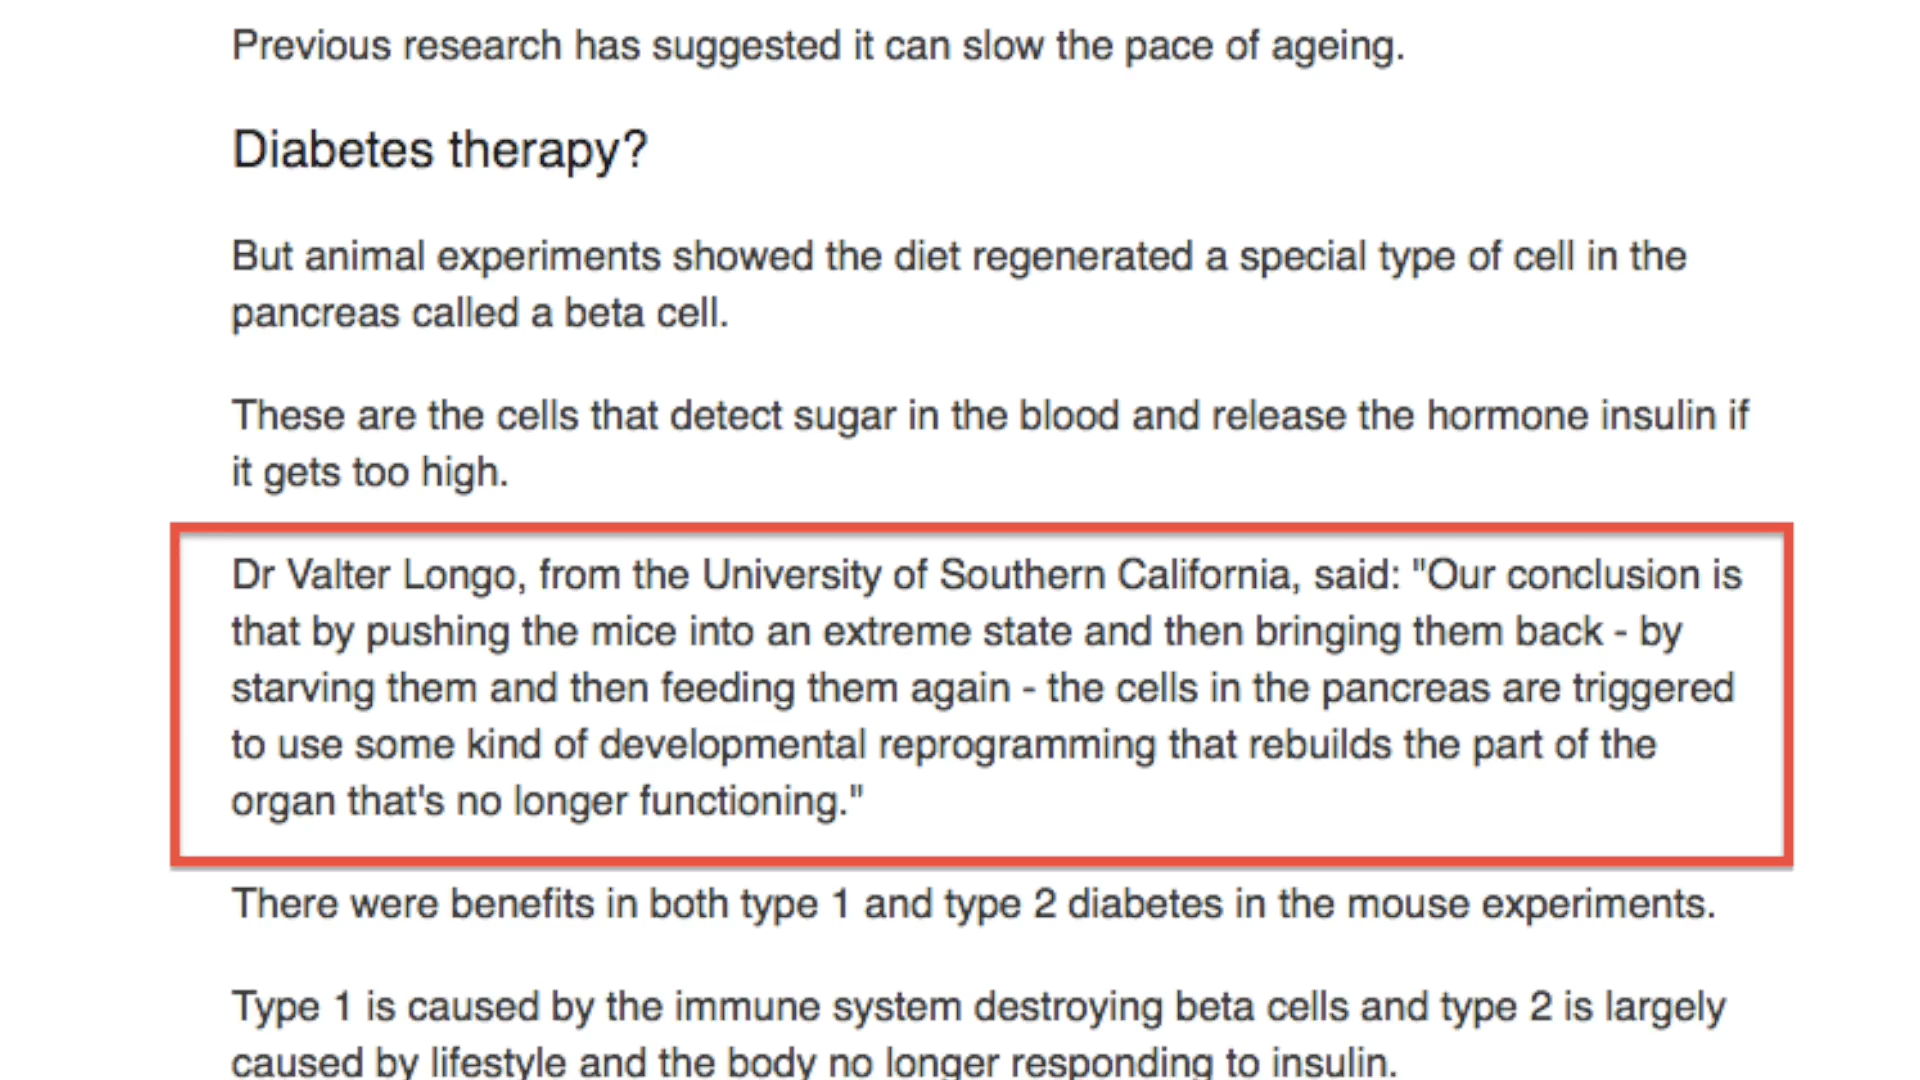 Previous research has suggested it can slow the pace of ageing.
Diabetes therapy?
But animal experiments showed the diet regenerated a special type of cell in the
pancreas called a beta cell.
These are the cells that detect sugar in the blood and release the hormone insulin if
it gets too high.
Dr Valter Longo, from the University of Southern California, said: "Our conclusion is
that by pushing the mice into an extreme state and then bringing them back - by
starving them and then feeding them again - the cells in the pancreas are triggered
to use some kind of developmental reprogramming that rebuilds the part of the
organ that's no longer functioning."
There were benefits in both type 1 and type 2 diabetes in the mouse experiments.
Type 1 is caused by the immune system destroying beta cells and type 2 is largely
caused by lifestyle and the body no longer responding to insulin.